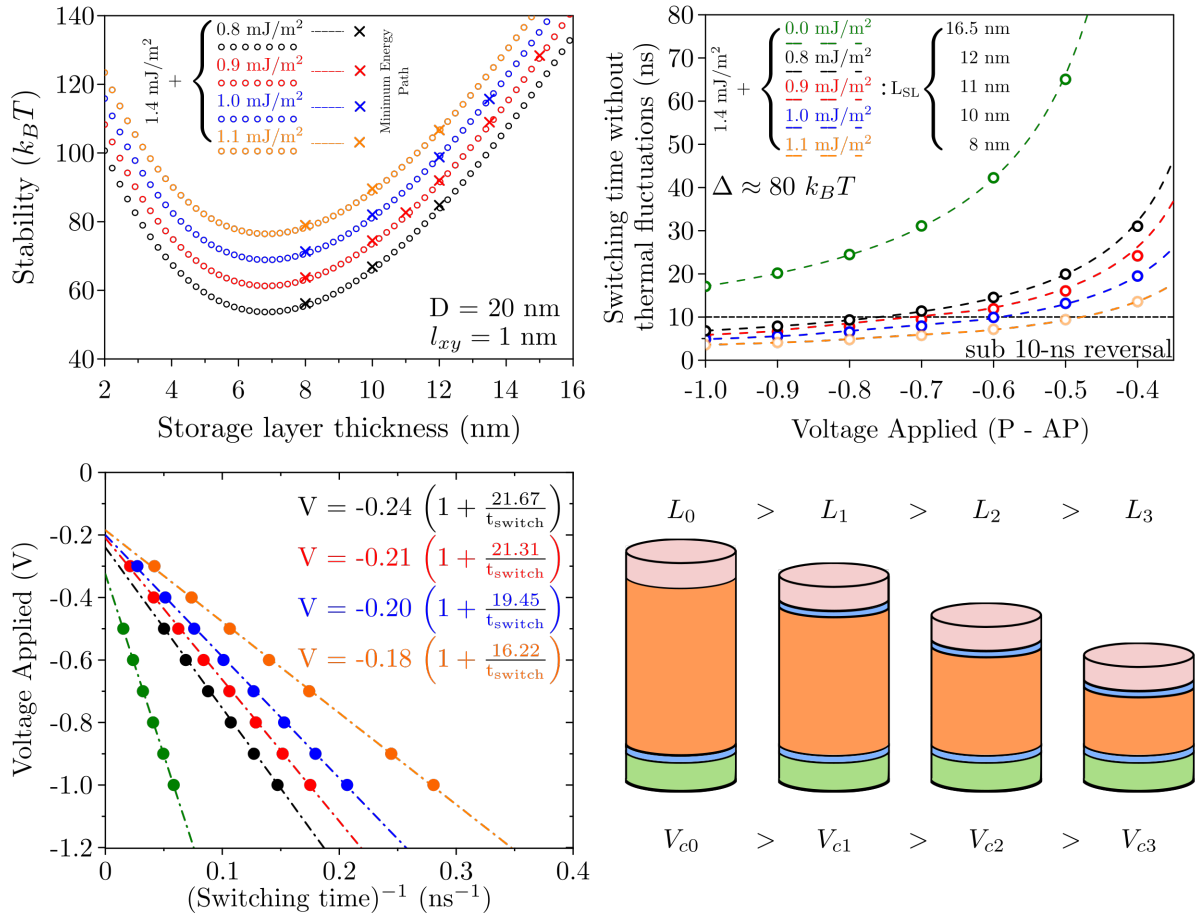 1.4 mJ/m²
+
0.8 mJ/m²
0.9 mJ/m²
1.0 mJ/m²
1.1 mJ/m²
Minimum Energy
Path
D = 20 nm
l_xy = 1 nm
Stability (k_BT)
140
120
100
80
60
40
2 4 6 8 10 12 14 16
Storage layer thickness (nm)
1.4 mJ/m²
+
0.0 mJ/m²
0.8 mJ/m²
0.9 mJ/m²
1.0 mJ/m²
1.1 mJ/m²
: L_SL
16.5 nm
12 nm
11 nm
10 nm
8 nm
Δ ≈ 80 k_BT
sub 10-ns reversal
Switching time without
thermal fluctuations (ns)
80
70
60
50
40
30
20
10
0
-1.0 -0.9 -0.8 -0.7 -0.6 -0.5 -0.4
Voltage Applied (P - AP)
V = -0.24 (1 + 21.67/t_switch)
V = -0.21 (1 + 21.31/t_switch)
V = -0.20 (1 + 19.45/t_switch)
V = -0.18 (1 + 16.22/t_switch)
Voltage Applied (V)
0
-0.2
-0.4
-0.6
-0.8
-1.0
-1.2
0 0.1 0.2 0.3 0.4
(Switching time)⁻¹ (ns⁻¹)
L₀ > L₁ > L₂ > L₃
V_c0 > V_c1 > V_c2 > V_c3